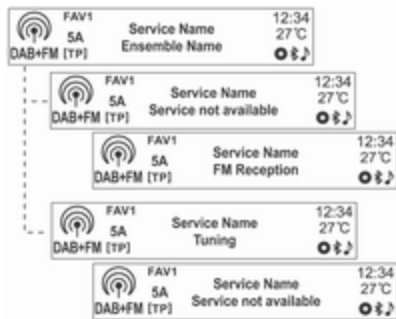 FAV1 Service Name 12:34
5A Ensemble Name 27℃
DAB+FM [TP]
FAV1 Service Name 12:34
5A Service not available 27℃
DAB+FM [TP]
FAV1 Service Name 12:34
5A FM Reception 27℃
DAB+FM [TP]
FAV1 Service Name 12:34
5A Tuning 27℃
DAB+FM [TP]
FAV1 Service Name 12:34
5A Service not available 27℃
DAB+FM [TP]